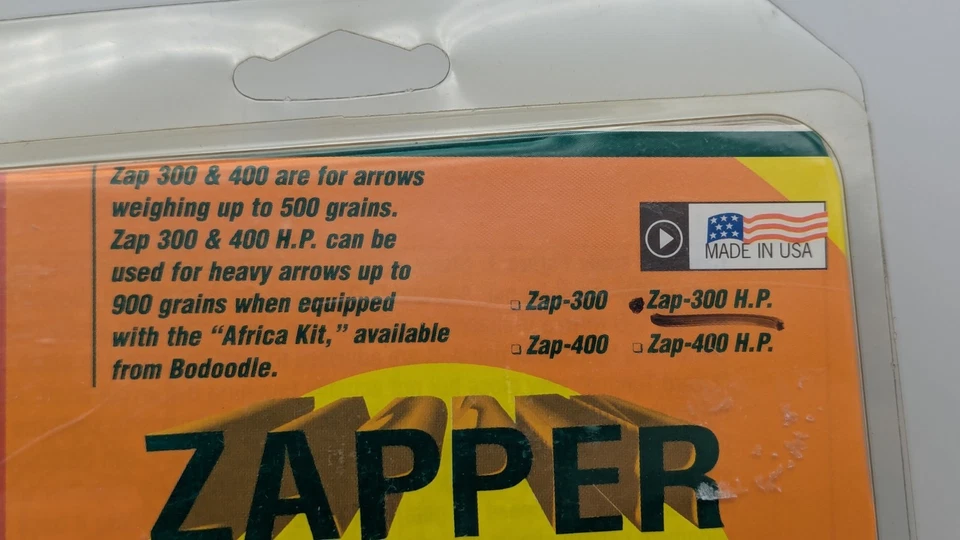 Zap 300 & 400 are for arrows
weighing up to 500 grains.
Zap 300 & 400 H.P. can be
used for heavy arrows up to
900 grains when equipped
with the “Africa Kit,” available
from Bodoodle.
MADE IN USA
Zap-300 Zap-300 H.P.
Zap-400 Zap-400 H.P.
ZAPPER